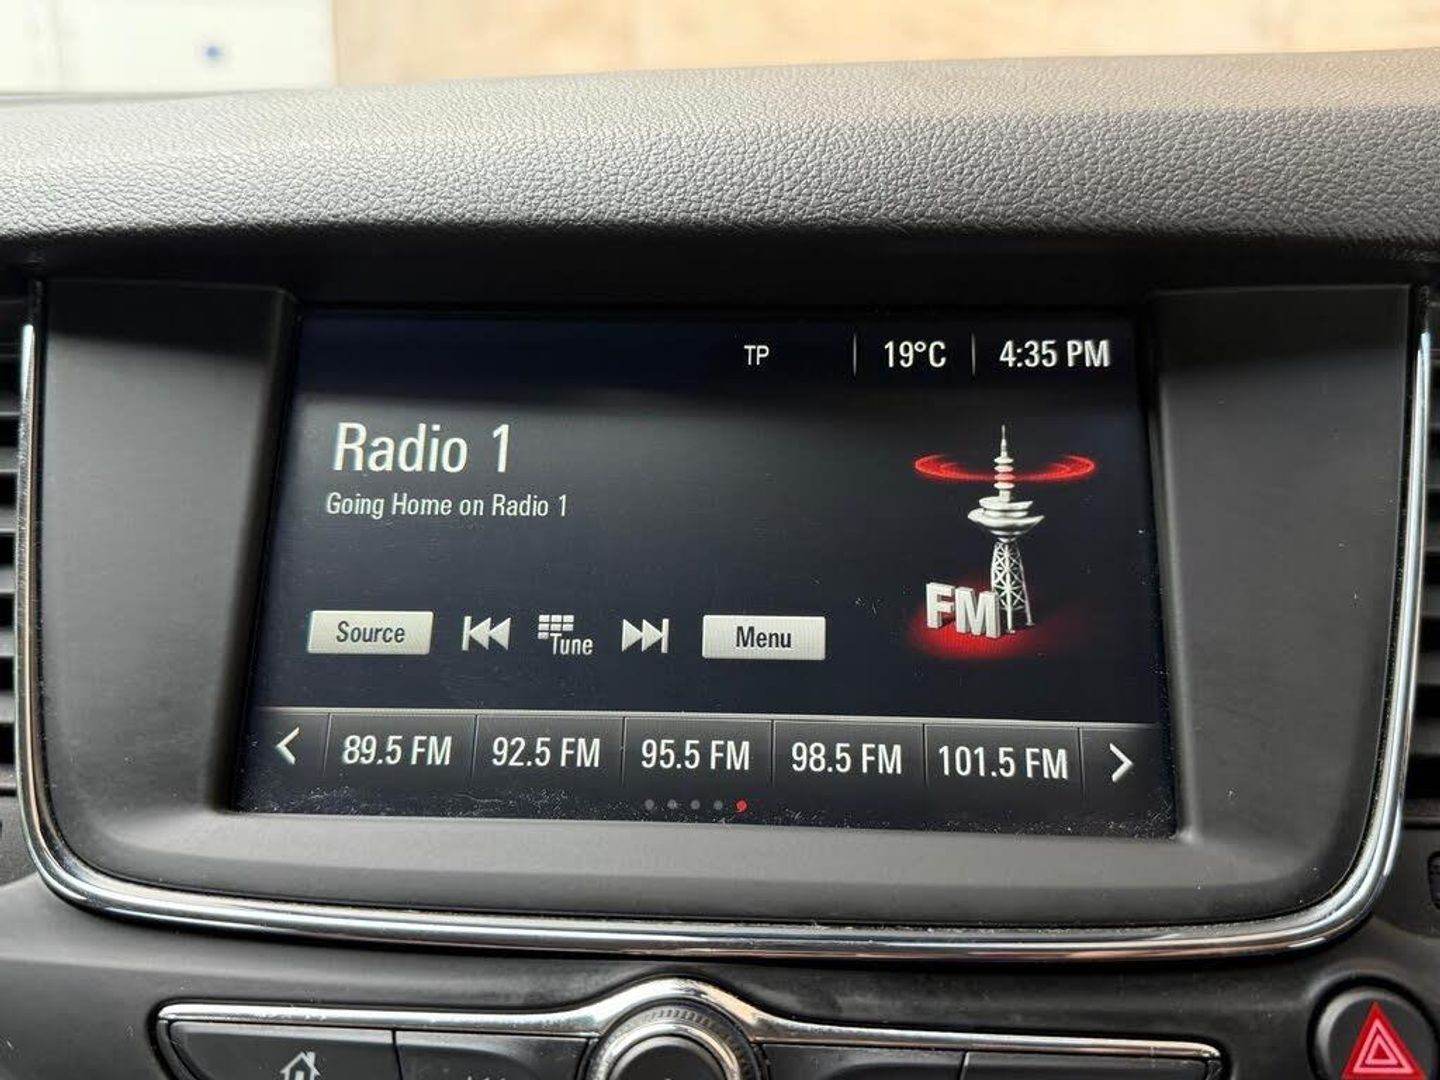 TP 19°C 4:35 PM
Radio 1
Going Home on Radio 1
FM
Source Tune Menu
89.5 FM 92.5 FM 95.5 FM 98.5 FM 101.5 FM